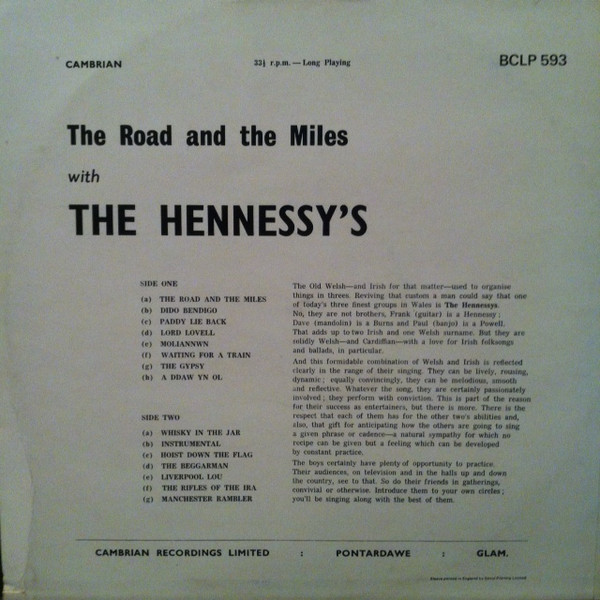 CAMBRIAN 33⅓ r.p.m. — Long Playing BCLP 593
The Road and the Miles
with
THE HENNESSY'S
SIDE ONE
(a) THE ROAD AND THE MILES
(b) DIDO BENDIGO
(c) PADDY LIE BACK
(d) LORD LOVELL
(e) MOLIANNWN
(f) WAITING FOR A TRAIN
(g) THE GYPSY
(h) A DDAW YN OL
SIDE TWO
(a) WHISKY IN THE JAR
(b) INSTRUMENTAL
(c) HOIST DOWN THE FLAG
(d) THE BEGGARMAN
(e) LIVERPOOL LOU
(f) THE RIFLES OF THE IRA
(g) MANCHESTER RAMBLER
The Old Welsh—and Irish for that matter—used to organise
things in threes. Reviving that custom a man could say that one
of today's three finest groups in Wales is The Hennessys.
No, they are not brothers, Frank (guitar) is a Hennessy;
Dave (mandolin) is a Burns and Paul (banjo) is a Powell.
That adds up to two Irish and one Welsh surname. But they are
solidly Welsh—and Cardiffian—with a love for Irish folksongs
and ballads, in particular.
And this formidable combination of Welsh and Irish is reflected
clearly in the range of their singing. They can be lively, rousing,
dynamic; equally convincingly, they can be melodious, smooth
and reflective. Whatever the song, they are certainly passionately
involved; they perform with conviction. This is part of the reason
for their success as entertainers, but there is more. There is the
respect that each of them has for the other two's abilities and,
also, that gift for anticipating how the others are going to sing
a given phrase or cadence—a natural sympathy for which no
recipe can be given but a feeling which can be developed
by constant practice.
The boys certainly have plenty of opportunity to practice.
Their audiences, on television and in the halls up and down
the country, see to that. So do their friends in gatherings,
convivial or otherwise. Introduce them to your own circles;
you'll be singing along with the best of them.
CAMBRIAN RECORDINGS LIMITED : PONTARDAWE : GLAM.